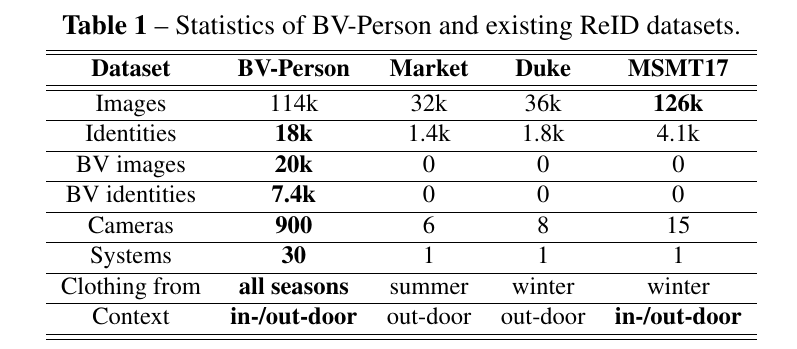 Table 1 – Statistics of BV-Person and existing ReID datasets.
Dataset BV-Person Market Duke MSMT17
Images 114k 32k 36k 126k
Identities 18k 1.4k 1.8k 4.1k
BV images 20k 0 0 0
BV identities 7.4k 0 0 0
Cameras 900 6 8 15
Systems 30 1 1 1
Clothing from all seasons summer winter winter
Context in-/out-door out-door out-door in-/out-door